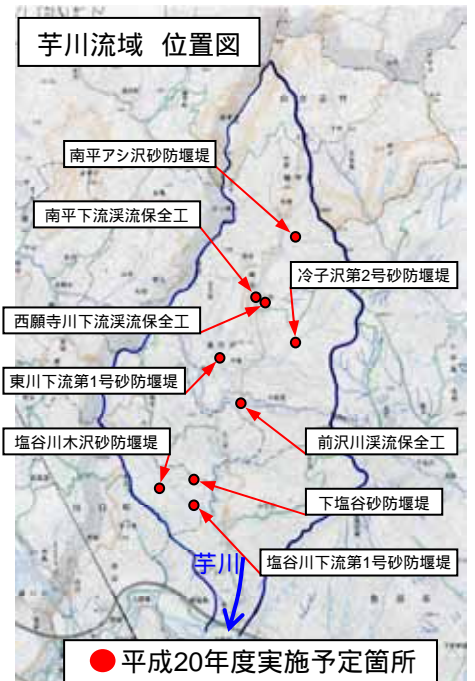 芋川流域 位置図
南平アシ沢砂防堰堤
南平下流渓流保全工
冷子沢第2号砂防堰堤
西願寺川下流渓流保全工
東川下流第1号砂防堰堤
塩谷川木沢砂防堰堤
前沢川渓流保全工
下塩谷砂防堰堤
塩谷川下流第1号砂防堰堤
芋川
●平成20年度実施予定箇所